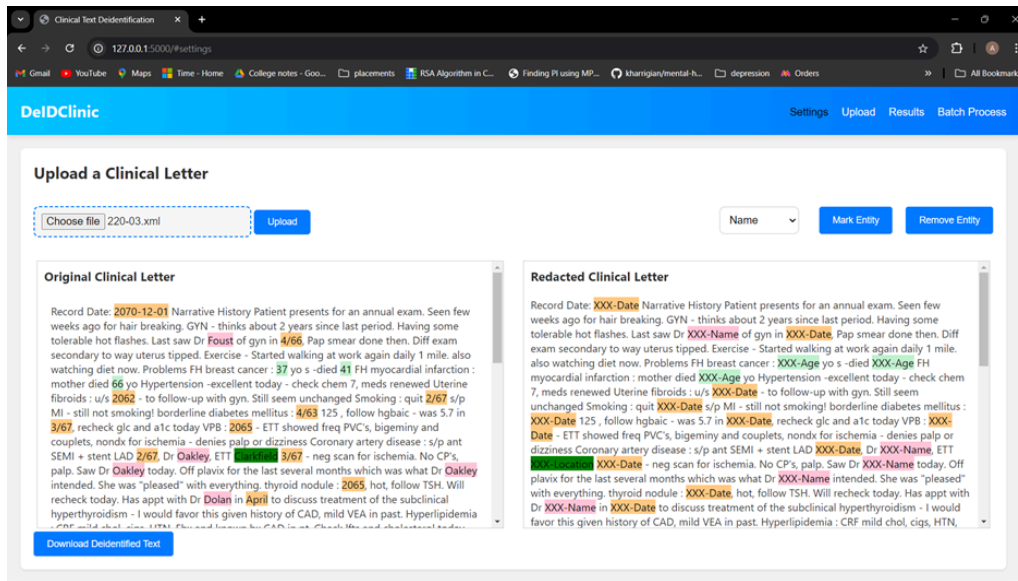 Clinical Text Deidentification
127.0.0.1:5000/#settings
Gmail YouTube Maps Time - Home College notes - Goo... placements RSA Algorithm in C... Finding PI using MP... kharrigian/mental-h... depression Orders » All Bookmark
DeIDClinic
Settings Upload Results Batch Process
Upload a Clinical Letter
Choose file 220-03.xml Upload Name Mark Entity Remove Entity
Original Clinical Letter
Record Date: 2070-12-01 Narrative History Patient presents for an annual exam. Seen few
weeks ago for hair breaking. GYN - thinks about 2 years since last period. Having some
tolerable hot flashes. Last saw Dr Foust of gyn in 4/66, Pap smear done then. Diff exam
secondary to way uterus tipped. Exercise - Started walking at work again daily 1 mile. also
watching diet now. Problems FH breast cancer : 37 yo s -died 41 FH myocardial infarction :
mother died 66 yo Hypertension -excellent today - check chem 7, meds renewed Uterine
fibroids : u/s 2062 - to follow-up with gyn. Still seem unchanged Smoking : quit 2/67 s/p
MI - still not smoking! borderline diabetes mellitus : 4/63 125 , follow hgbaic - was 5.7 in
3/67, recheck glc and a1c today VPB : 2065 - ETT showed freq PVC's, bigeminy and
couplets, nondx for ischemia - denies palp or dizziness Coronary artery disease : s/p ant
SEMI + stent LAD 2/67, Dr Oakley, ETT Clarkfield 3/67 - neg scan for ischemia. No CP's,
palp. Saw Dr Oakley today. Off plavix for the last several months which was what Dr Oakley
intended. She was "pleased" with everything. thyroid nodule : 2065, hot, follow TSH. Will
recheck today. Has appt with Dr Dolan in April to discuss treatment of the subclinical
hyperthyroidism - I would favor this given history of CAD, mild VEA in past. Hyperlipidemia
: CRF mild chol, cigs, HTN, Fhx and known hx CAD in pt. Check lfts and cholesterol today
Redacted Clinical Letter
Record Date: XXX-Date Narrative History Patient presents for an annual exam. Seen few
weeks ago for hair breaking. GYN - thinks about 2 years since last period. Having some
tolerable hot flashes. Last saw Dr XXX-Name of gyn in XXX-Date, Pap smear done then. Diff
exam secondary to way uterus tipped. Exercise - Started walking at work again daily 1 mile.
also watching diet now. Problems FH breast cancer : XXX-Age yo s -died XXX-Age FH
myocardial infarction : mother died XXX-Age yo Hypertension -excellent today - check chem
7, meds renewed Uterine fibroids : u/s XXX-Date - to follow-up with gyn. Still seem
unchanged Smoking : quit XXX-Date s/p MI - still not smoking! borderline diabetes mellitus :
XXX-Date 125 , follow hgbaic - was 5.7 in XXX-Date, recheck glc and a1c today VPB : XXX-
Date - ETT showed freq PVC's, bigeminy and couplets, nondx for ischemia - denies palp or
dizziness Coronary artery disease : s/p ant SEMI + stent LAD XXX-Date, Dr XXX-Name, ETT
XXX-Location XXX-Date - neg scan for ischemia. No CP's, palp. Saw Dr XXX-Name today. Off
plavix for the last several months which was what Dr XXX-Name intended. She was "pleased"
with everything. thyroid nodule : XXX-Date, hot, follow TSH. Will recheck today. Has appt with
Dr XXX-Name in XXX-Date to discuss treatment of the subclinical hyperthyroidism - I would
favor this given history of CAD, mild VEA in past. Hyperlipidemia : CRF mild chol, cigs, HTN,
Download Deidentified Text